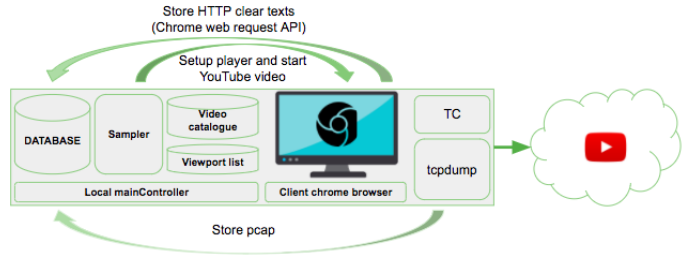 Store HTTP clear texts
(Chrome web request API)
Setup player and start
YouTube video
DATABASE
Sampler
Video
catalogue
Viewport list
TC
tcpdump
Local mainController
Client chrome browser
Store pcap